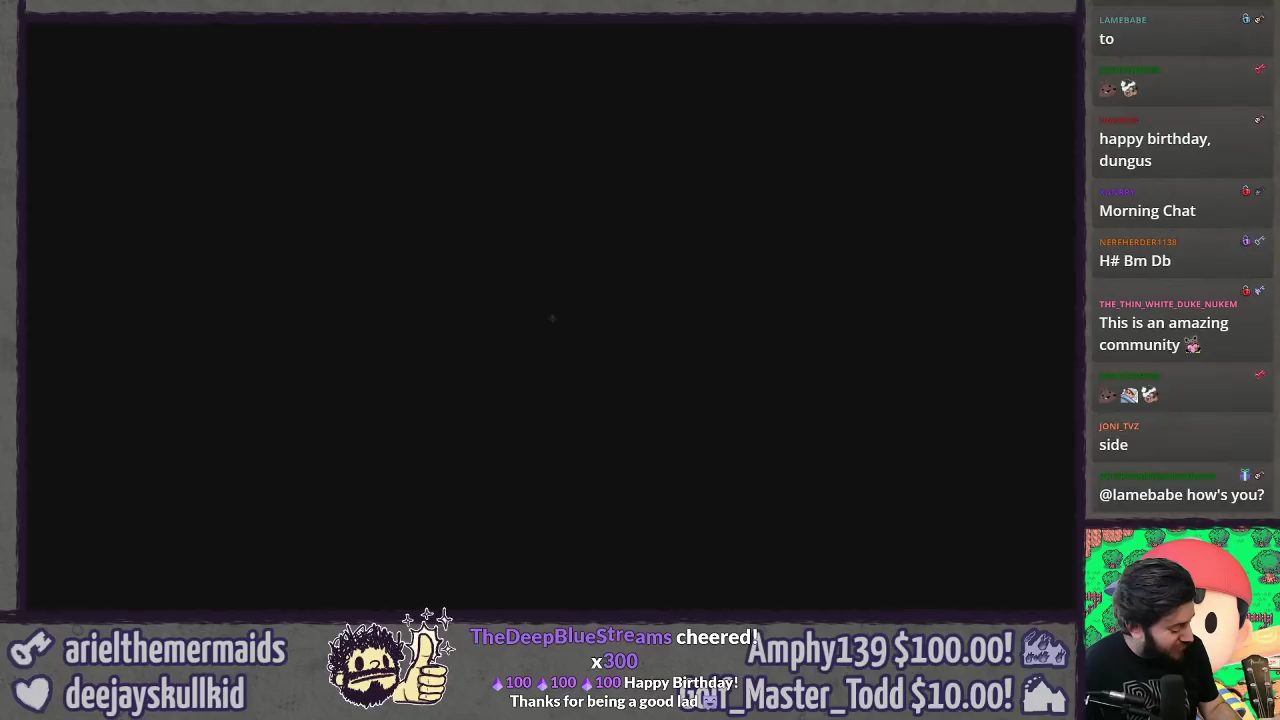 LAMEBABE
to
happy birthday,
dungus
Morning Chat
NERFHERDER1138
H# Bm Db
THE_THIN_WHITE_DUKE_NUKEM
This is an amazing
community
JONI_TVZ
side
@lamebabe how's you?
arielthemermaids
deejayskullkid
TheDeepBlueStreams cheered!
x300
100 100 100 Happy Birthday!
Thanks for being a good lad
Amphy139 $100.00!
_Master_Todd $10.00!